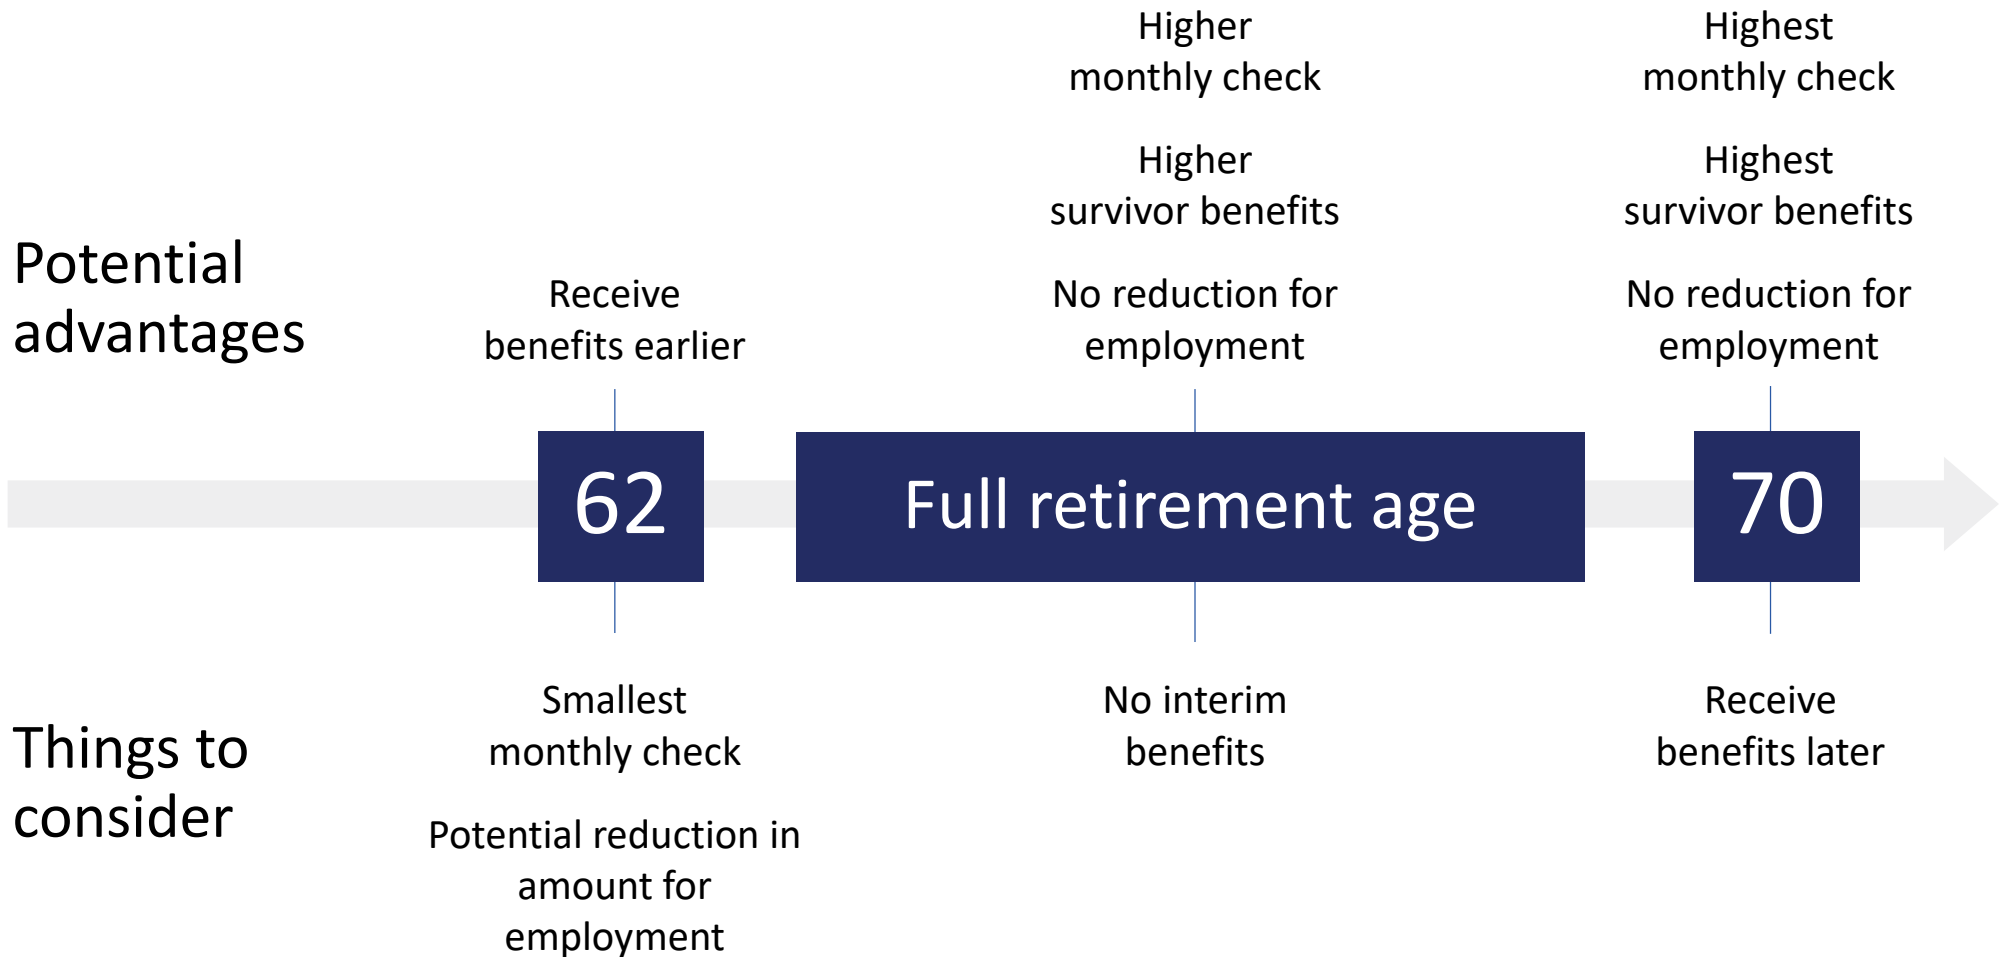 Potential
advantages
Receive
benefits earlier
Higher
monthly check
Higher
survivor benefits
No reduction for
employment
Highest
monthly check
Highest
survivor benefits
No reduction for
employment
62
Full retirement age
70
Things to
consider
Smallest
monthly check
Potential reduction in
amount for
employment
No interim
benefits
Receive
benefits later